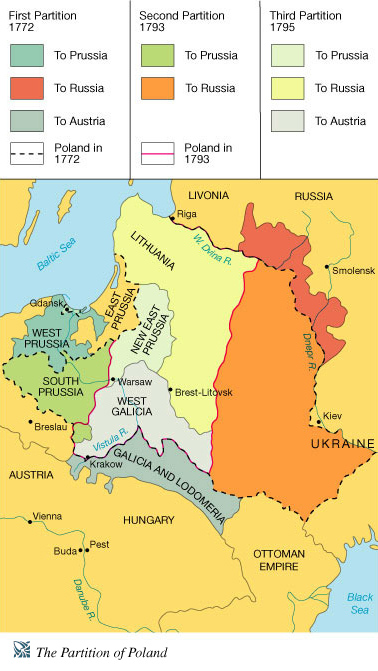 First Partition
1772
To Prussia
To Russia
To Austria
Poland in
1772
Second Partition
1793
To Prussia
To Russia
Poland in
1793
Third Partition
1795
To Prussia
To Russia
To Austria
LIVONIA
RUSSIA
Riga
Baltic Sea
W. Dvina R.
LITHUANIA
Smolensk
Gdansk
EAST
PRUSSIA
WEST
PRUSSIA
NEW EAST
PRUSSIA
Dnepr R.
SOUTH
PRUSSIA
Warsaw
Brest-Litovsk
WEST
GALICIA
Breslau
Kiev
Vistula R.
UKRAINE
Krakow
GALICIA AND LODOMERIA
AUSTRIA
Vienna
HUNGARY
Buda
Pest
OTTOMAN
EMPIRE
Danube R.
Black
Sea
The Partition of Poland